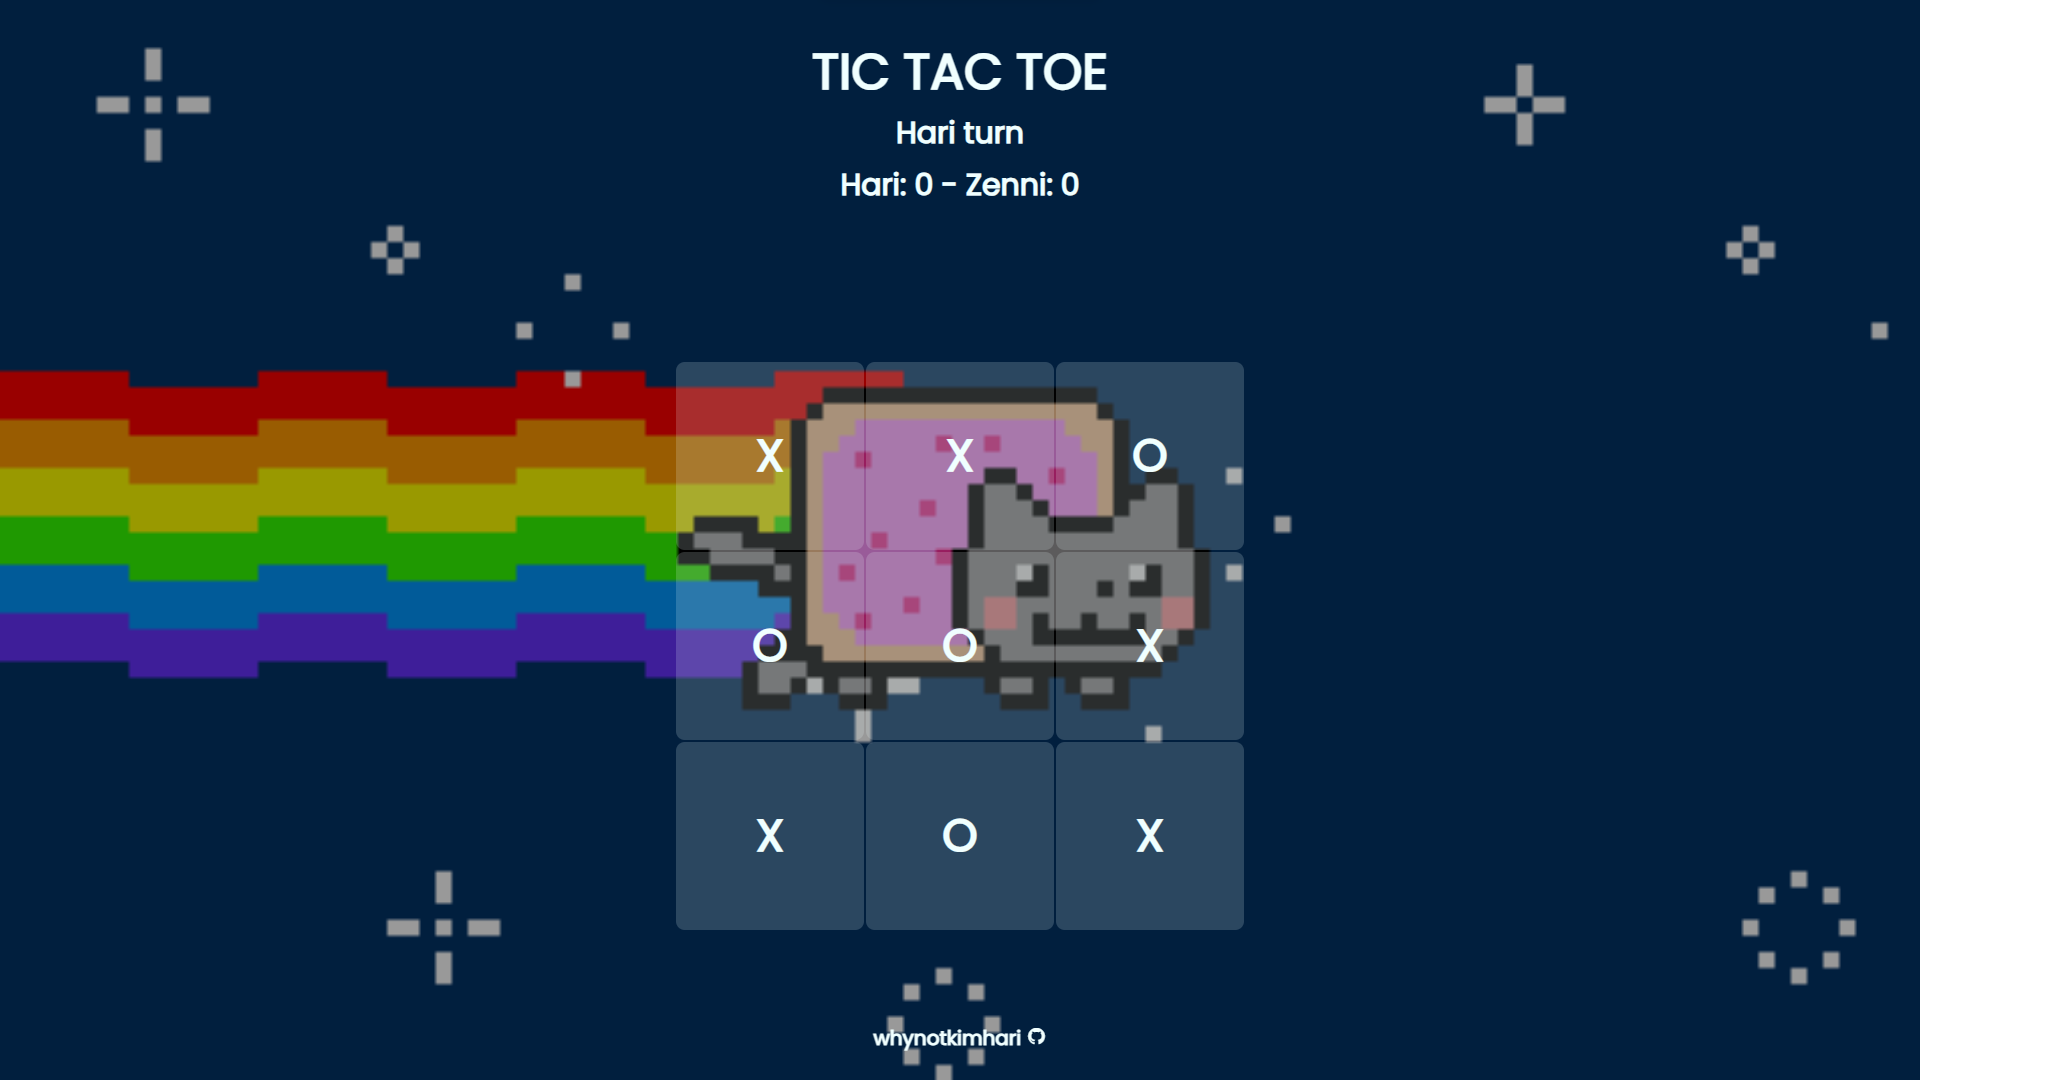 TIC TAC TOE
Hari turn
Hari: 0 - Zenni: 0
X X O
O O X
X O X
whynotkimhari